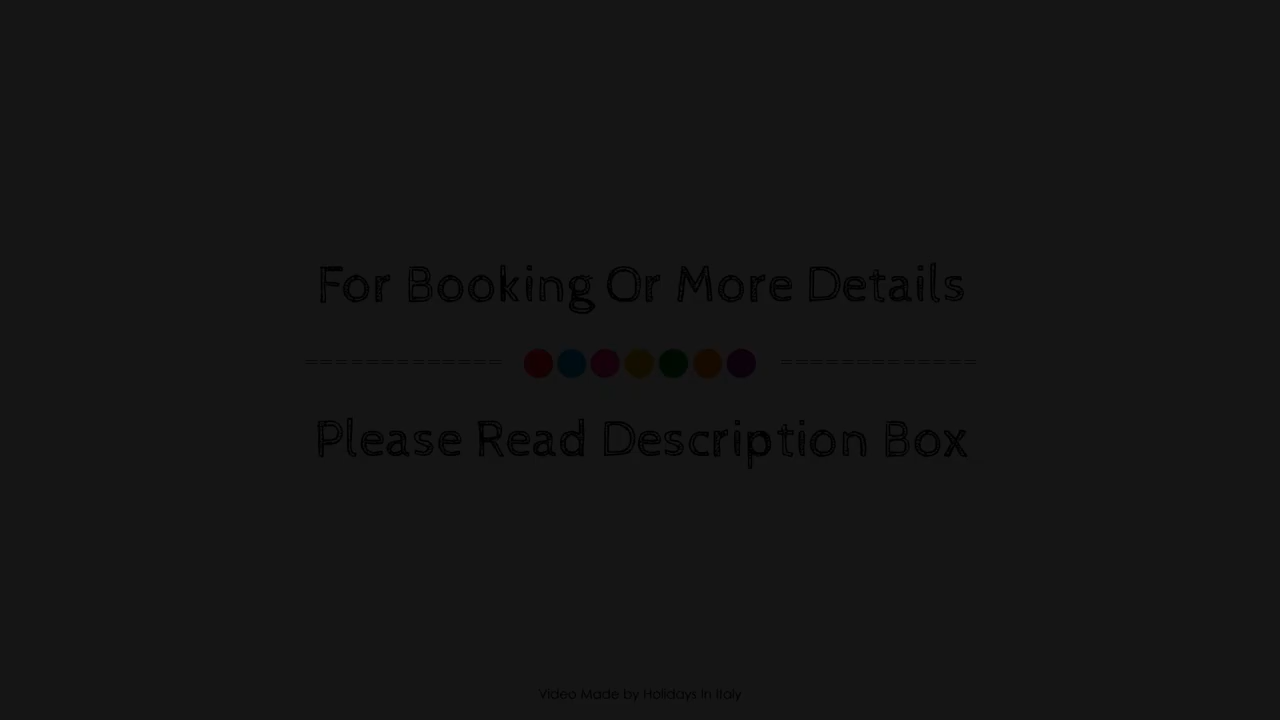 For Booking Or More Details
============= =============
Please Read Description Box
Video Made by Holidays In Italy